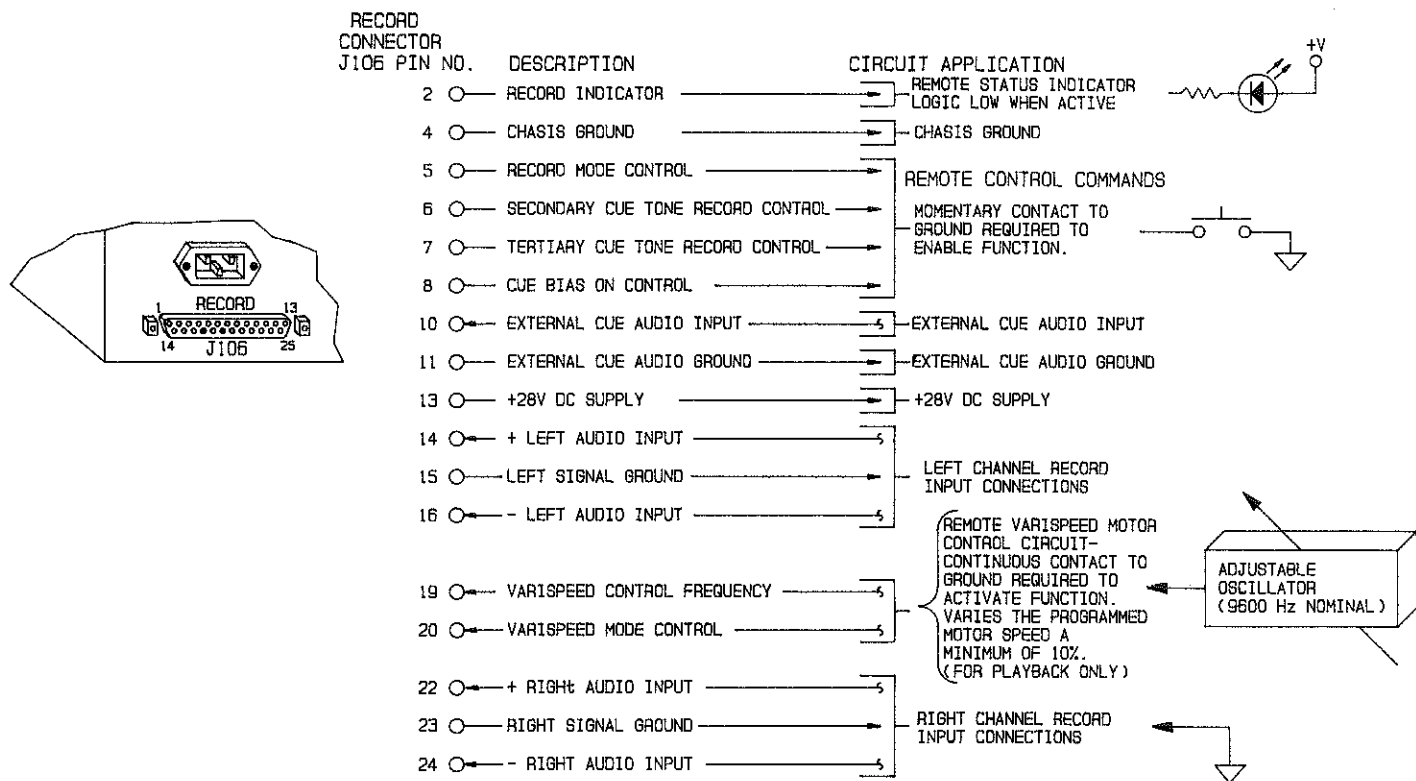 RECORD
CONNECTOR
J106 PIN NO. DESCRIPTION CIRCUIT APPLICATION
2 RECORD INDICATOR REMOTE STATUS INDICATOR
LOGIC LOW WHEN ACTIVE
+V
4 CHASIS GROUND CHASIS GROUND
5 RECORD MODE CONTROL
REMOTE CONTROL COMMANDS
6 SECONDARY CUE TONE RECORD CONTROL MOMENTARY CONTACT TO
GROUND REQUIRED TO
7 TERTIARY CUE TONE RECORD CONTROL ENABLE FUNCTION.
8 CUE BIAS ON CONTROL
RECORD
1 13
14 25
J106
10 EXTERNAL CUE AUDIO INPUT EXTERNAL CUE AUDIO INPUT
11 EXTERNAL CUE AUDIO GROUND EXTERNAL CUE AUDIO GROUND
13 +28V DC SUPPLY +28V DC SUPPLY
14 + LEFT AUDIO INPUT
15 LEFT SIGNAL GROUND LEFT CHANNEL RECORD
INPUT CONNECTIONS
16 - LEFT AUDIO INPUT
REMOTE VARISPEED MOTOR
CONTROL CIRCUIT-
CONTINUOUS CONTACT TO
GROUND REQUIRED TO
ACTIVATE FUNCTION.
VARIES THE PROGRAMMED
MOTOR SPEED A
MINIMUM OF 10%.
(FOR PLAYBACK ONLY)
ADJUSTABLE
OSCILLATOR
(9600 Hz NOMINAL)
19 VARISPEED CONTROL FREQUENCY
20 VARISPEED MODE CONTROL
22 + RIGHt AUDIO INPUT
23 RIGHT SIGNAL GROUND RIGHT CHANNEL RECORD
INPUT CONNECTIONS
24 - RIGHT AUDIO INPUT